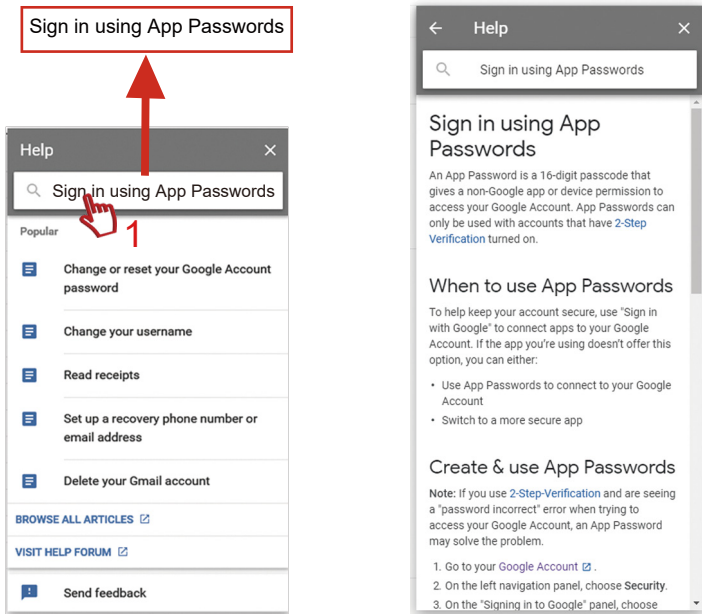 Sign in using App Passwords
Help
Sign in using App Passwords
1
Popular
Change or reset your Google Account
password
Change your username
Read receipts
Set up a recovery phone number or
email address
Delete your Gmail account
BROWSE ALL ARTICLES
VISIT HELP FORUM
Send feedback
Help
Sign in using App Passwords
Sign in using App
Passwords
An App Password is a 16-digit passcode that
gives a non-Google app or device permission to
access your Google Account. App Passwords can
only be used with accounts that have 2-Step
Verification turned on.
When to use App Passwords
To help keep your account secure, use "Sign in
with Google" to connect apps to your Google
Account. If the app you're using doesn't offer this
option, you can either:
• Use App Passwords to connect to your Google
Account
• Switch to a more secure app
Create & use App Passwords
Note: If you use 2-Step-Verification and are seeing
a "password incorrect" error when trying to
access your Google Account, an App Password
may solve the problem.
1. Go to your Google Account .
2. On the left navigation panel, choose Security.
3. On the "Signing in to Google" panel, choose